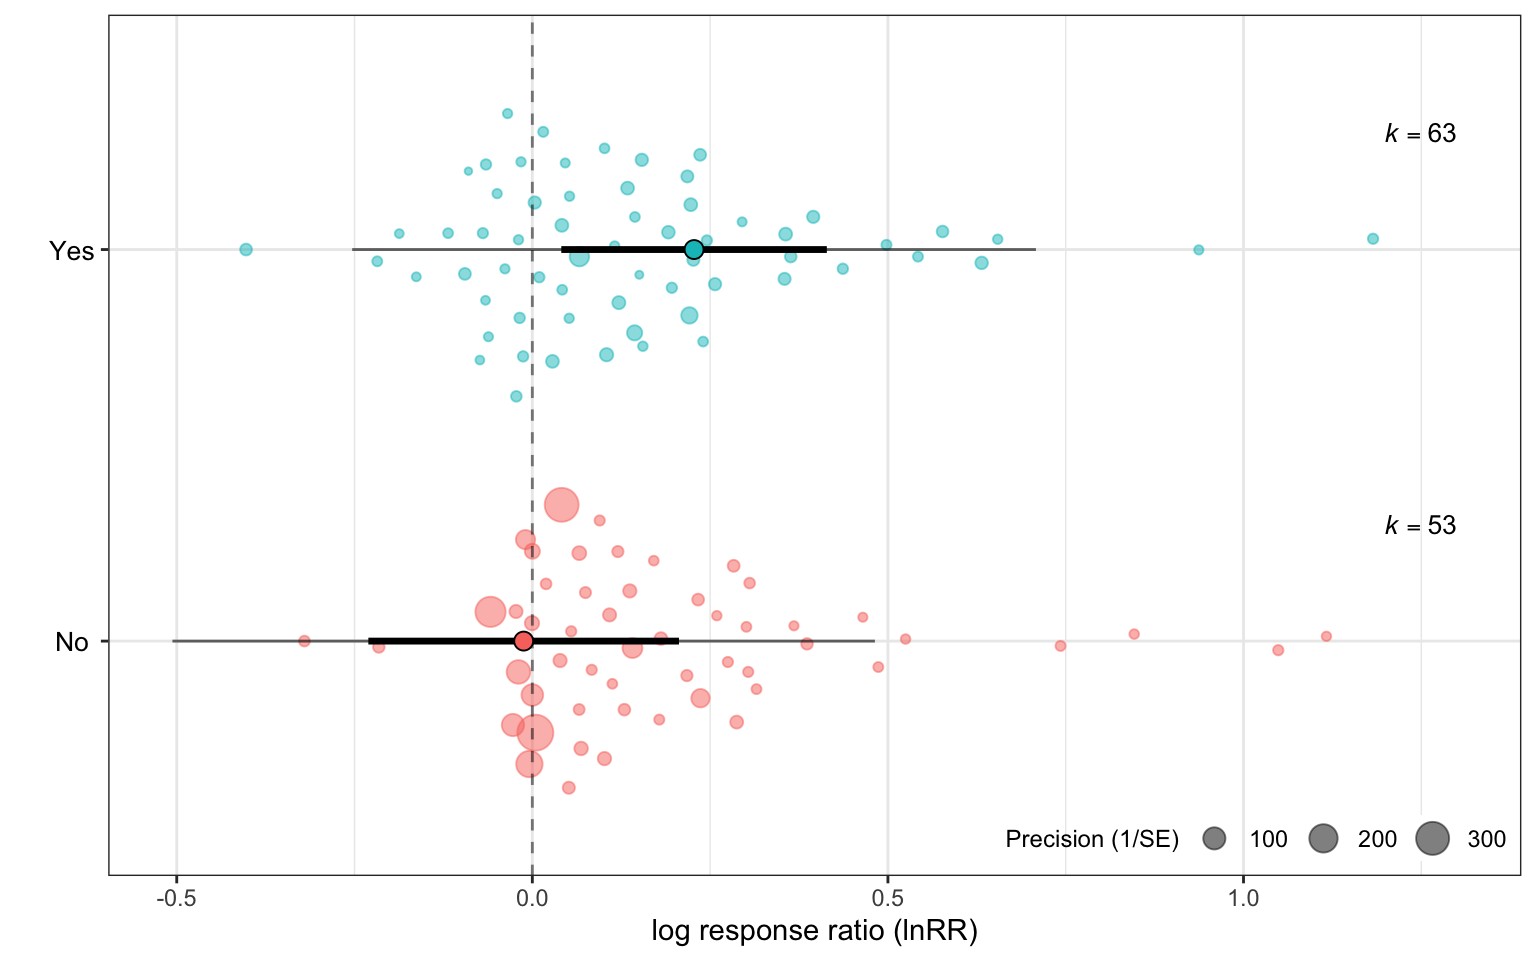 k = 63
Yes
k = 53
No
Precision (1/SE) 100 200 300
-0.5 0.0 0.5 1.0
log response ratio (lnRR)